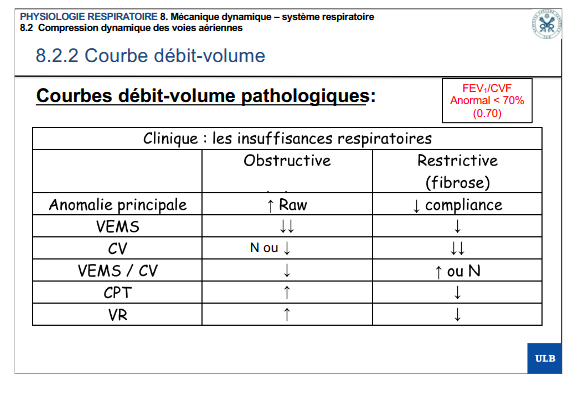 PHYSIOLOGIE RESPIRATOIRE 8. Mécanique dynamique – système respiratoire
8.2 Compression dynamique des voies aériennes
8.2.2 Courbe débit-volume
Courbes débit-volume pathologiques:
FEV₁/CVF
Anormal < 70%
(0.70)
Clinique : les insuffisances respiratoires
Obstructive Restrictive
(fibrose)
Anomalie principale ↑ Raw ↓ compliance
VEMS ↓↓ ↓
CV N ou ↓ ↓↓
VEMS / CV ↓ ↑ ou N
CPT ↑ ↓
VR ↑ ↓
ULB